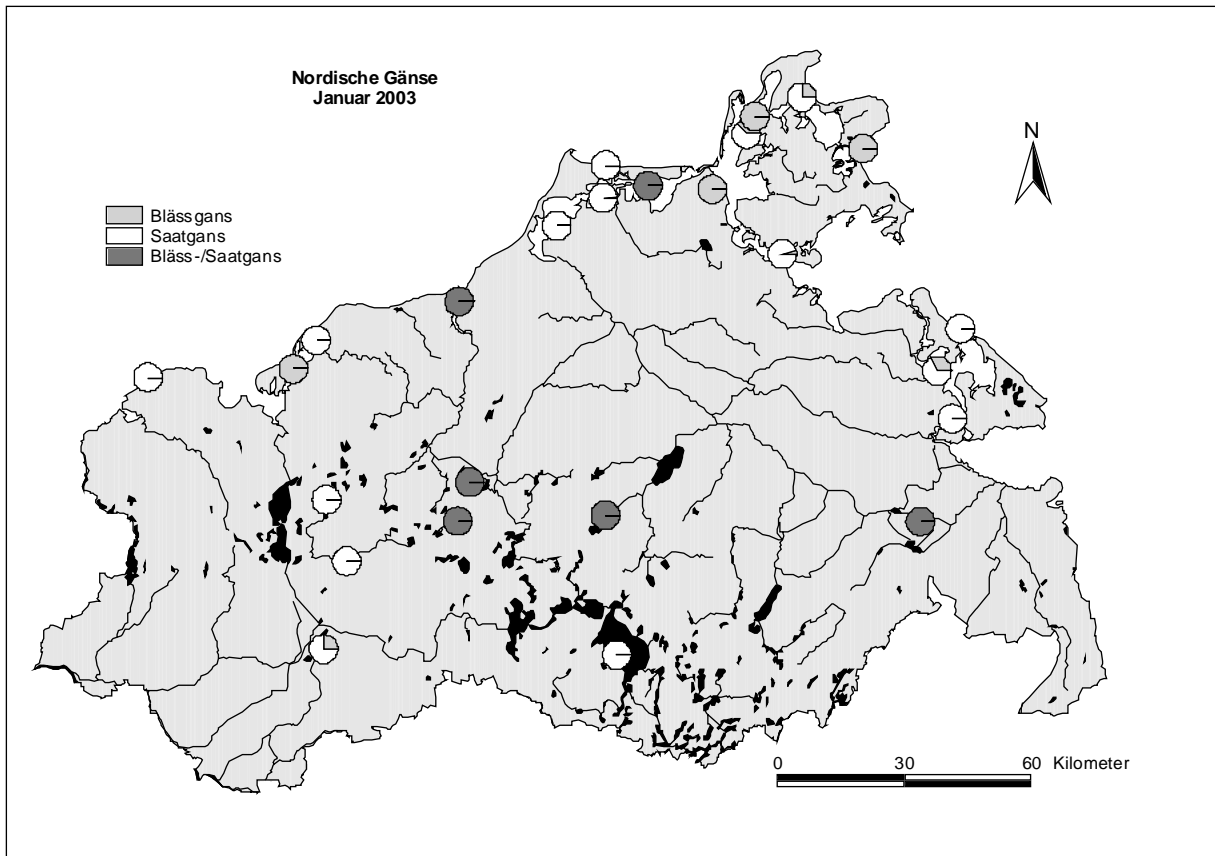 Nordische Gänse
Januar 2003
N
Blässgans
Saatgans
Bläss-/Saatgans
0 30 60 Kilometer